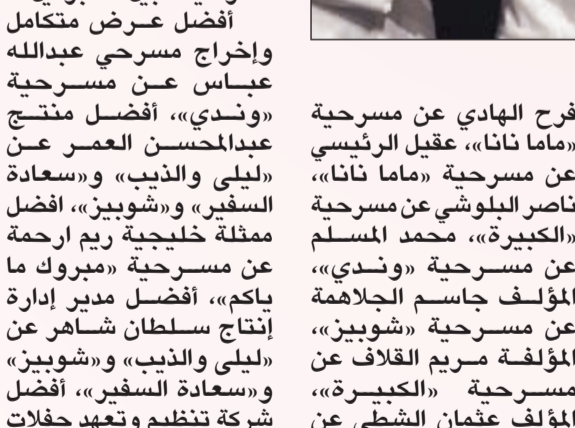 فرح الهادي عن مسرحية
«ماما نانا»، عقيل الرئيسي
عن مسرحية «ماما نانا»،
ناصر البلوشي عن مسرحية
«الكبيرة»، محمد المسلم
عن مسرحية «وندي»،
المؤلف جاسم الجلاهمة
عن مسرحية «شوبيز»،
المؤلفة مريم القلاف عن
مسرحية «الكبيرة»،
المؤلف عثمان الشطي عن
أفضل عرض متكامل
وإخراج مسرحي عبدالله
عباس عن مسرحية
«وندي»، أفضل منتج
عبدالمحسن العمر عن
«ليلى والذيب» و«سعادة
السفير» و«شوبيز»، افضل
ممثلة خليجية ريم ارحمة
عن مسرحية «مبروك ما
ياكم»، أفضل مدير إدارة
إنتاج سلطان شاهر عن
«ليلى والذيب» و«شوبيز»
و«سعادة السفير»، أفضل
شركة تنظيم وتعهد حفلات